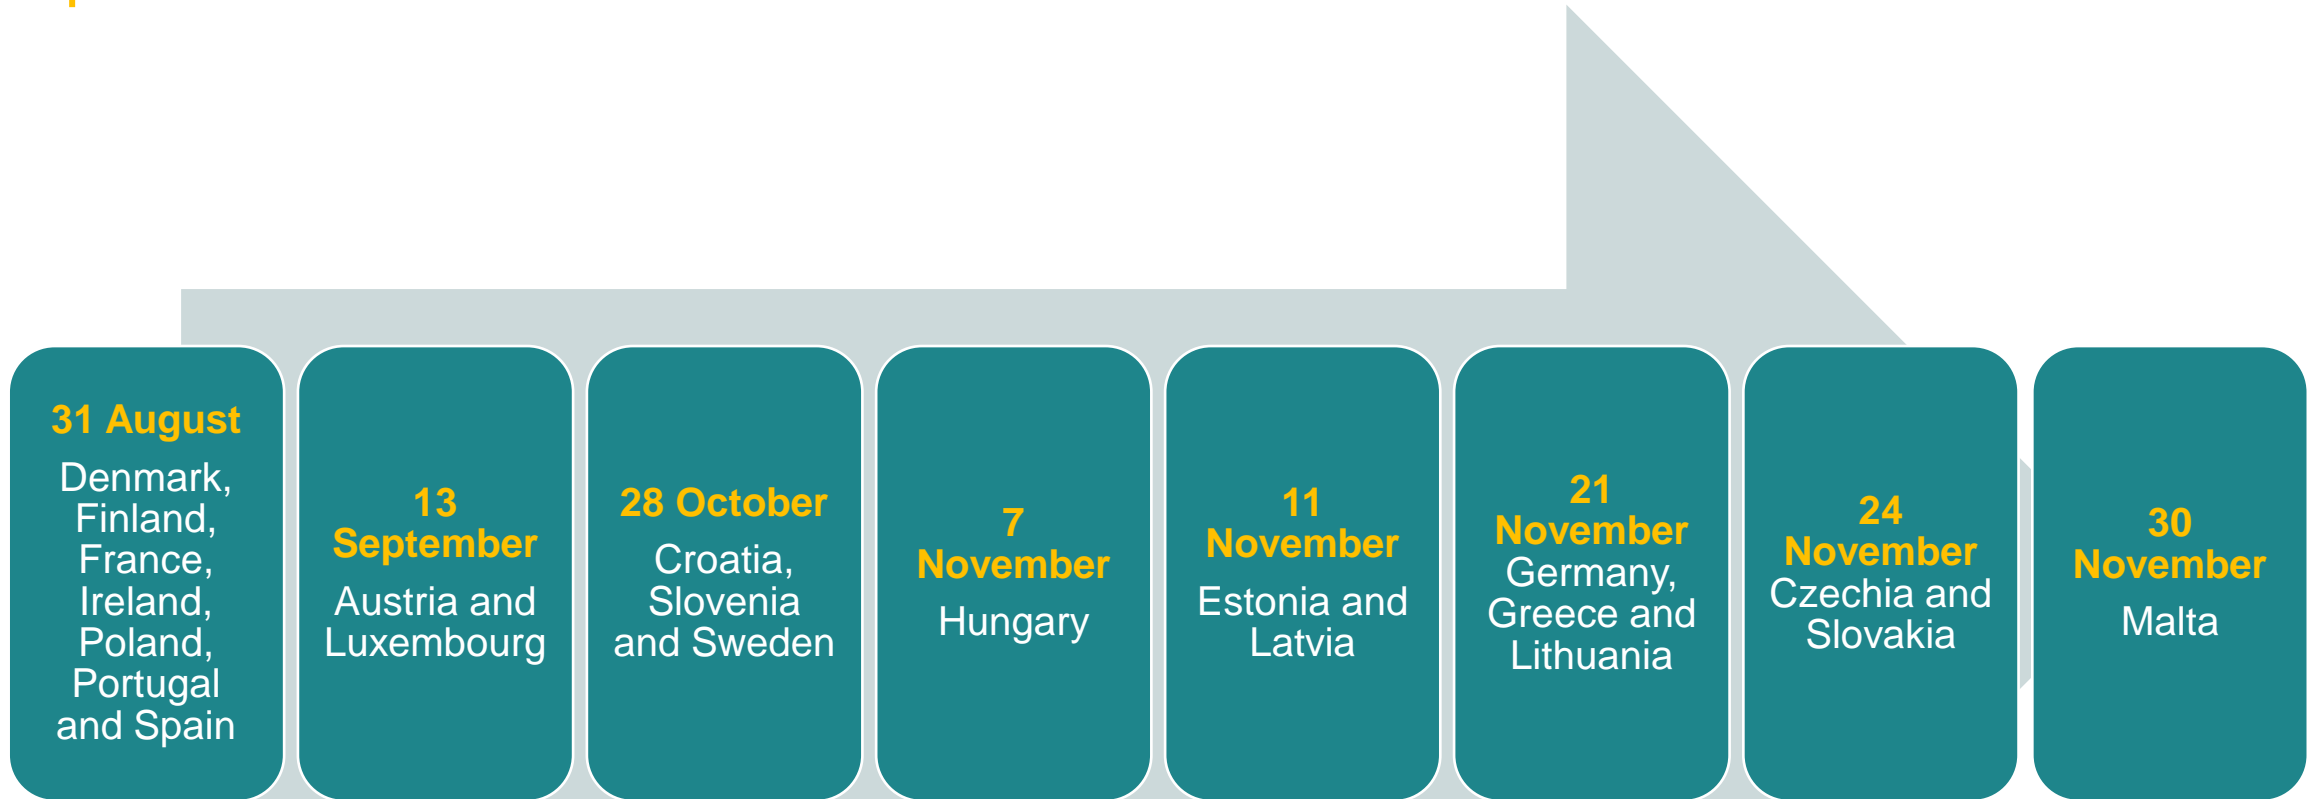 31 August
Denmark,
Finland,
France,
Ireland,
Poland,
Portugal
and Spain
13
September
Austria and
Luxembourg
28 October
Croatia,
Slovenia
and Sweden
7
November
Hungary
11
November
Estonia and
Latvia
21
November
Germany,
Greece and
Lithuania
24
November
Czechia and
Slovakia
30
November
Malta